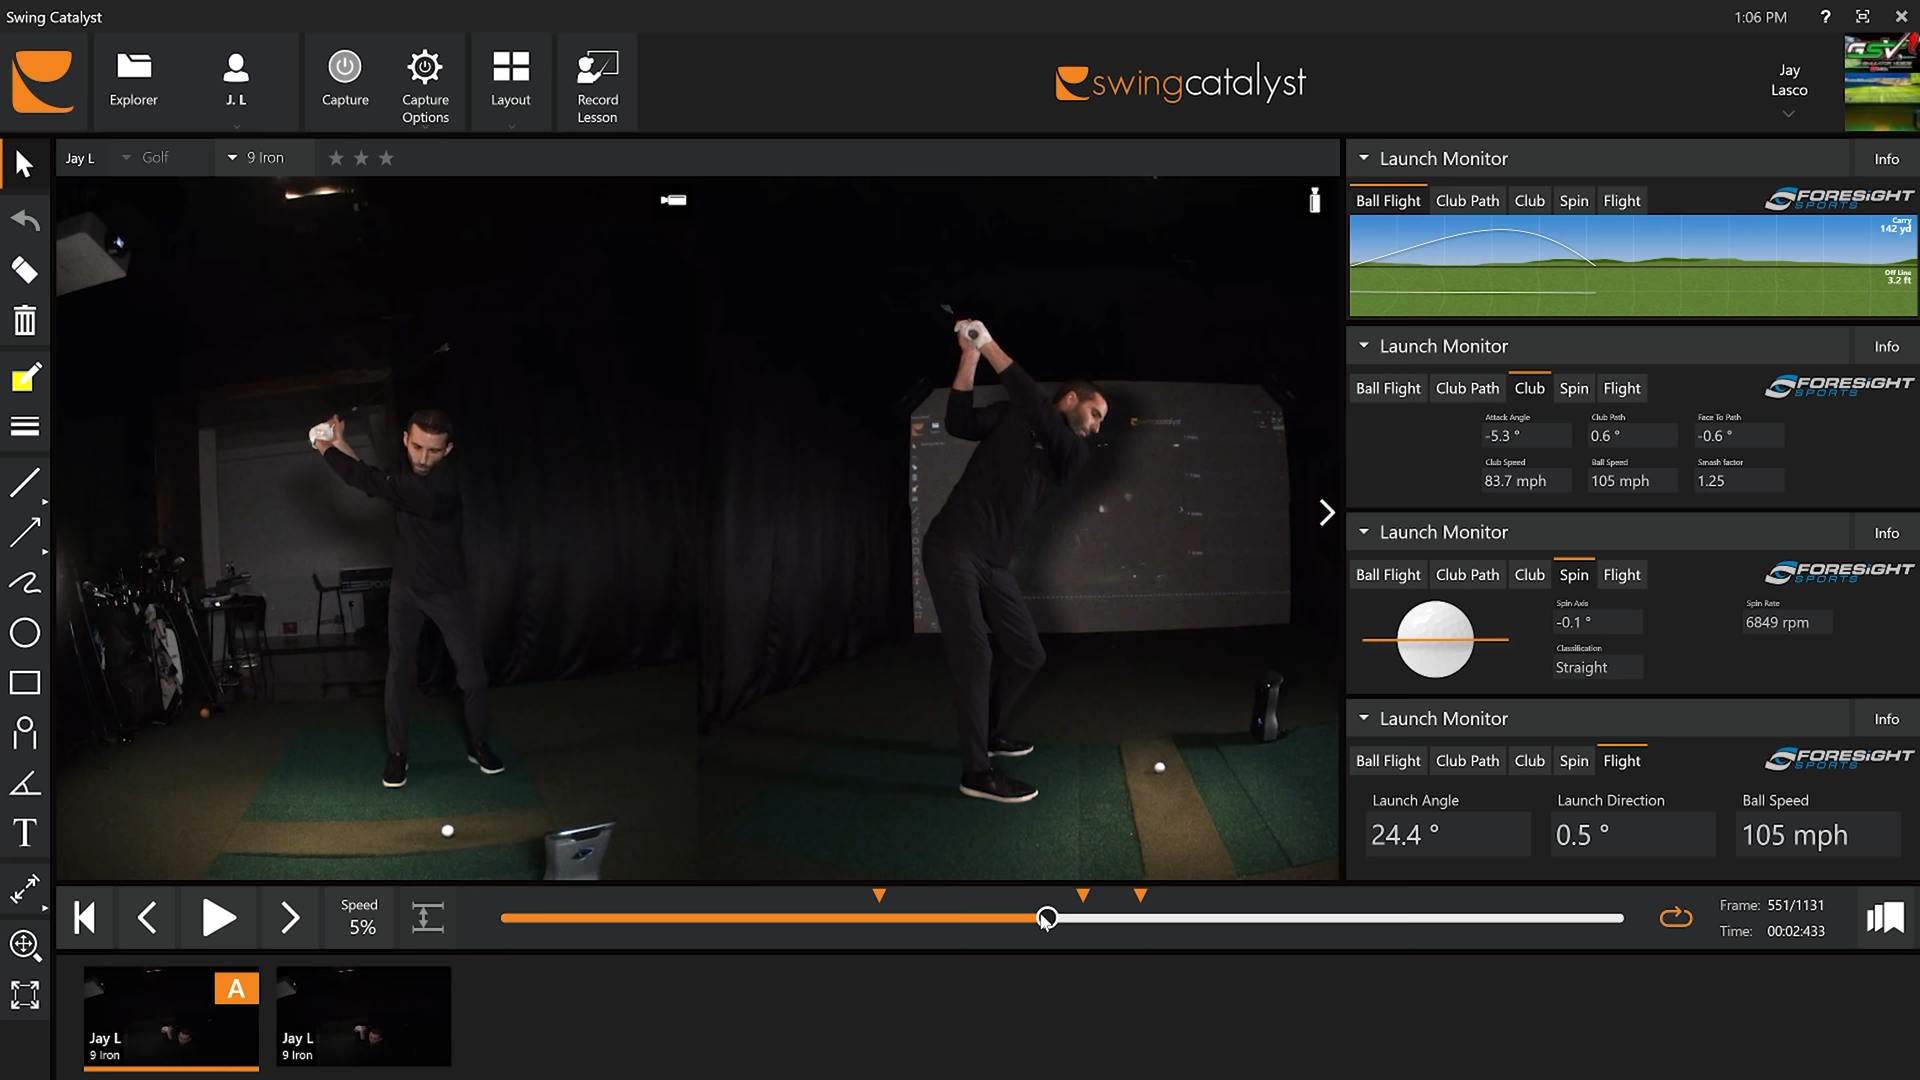 Swing Catalyst
1:06 PM
?
Explorer
J. L
Capture
Capture Options
Layout
Record Lesson
swingcatalyst
Jay Lasco
GSV
Jay L
Golf
9 Iron
Launch Monitor
Info
Ball Flight
Club Path
Club
Spin
Flight
FORESIGHT SPORTS
Carry
142 yd
Off Line
3.2 ft
Launch Monitor
Info
Ball Flight
Club Path
Club
Spin
Flight
FORESIGHT SPORTS
Attack Angle
-5.3 °
Club Path
0.6 °
Face To Path
-0.6 °
Club Speed
83.7 mph
Ball Speed
105 mph
Smash factor
1.25
Launch Monitor
Info
Ball Flight
Club Path
Club
Spin
Flight
FORESIGHT SPORTS
Spin Axis
-0.1 °
Spin Rate
6849 rpm
Classification
Straight
Launch Monitor
Info
Ball Flight
Club Path
Club
Spin
Flight
FORESIGHT SPORTS
Launch Angle
24.4 °
Launch Direction
0.5 °
Ball Speed
105 mph
T
Speed
5%
Frame: 551/1131
Time: 00:02:433
A
Jay L
9 Iron
Jay L
9 Iron